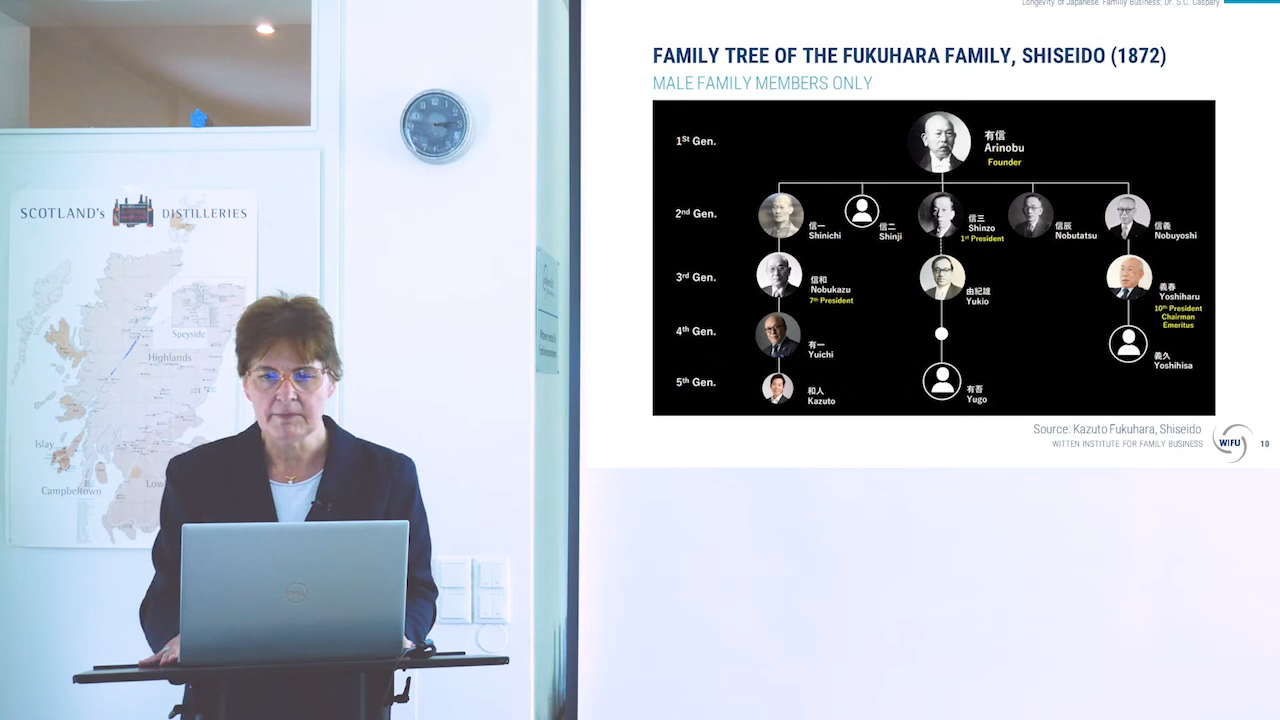 Longevity of Japanese Familiy Business; Dr. S.C. Caspary
FAMILY TREE OF THE FUKUHARA FAMILY, SHISEIDO (1872)
MALE FAMILY MEMBERS ONLY
1st Gen.
有信
Arinobu
Founder
2nd Gen.
信一
Shinichi
信二
Shinji
信三
Shinzo
1st President
信辰
Nobutatsu
信義
Nobuyoshi
3rd Gen.
信和
Nobukazu
7th President
由紀雄
Yukio
義春
Yoshiharu
10th President
Chairman
Emeritus
4th Gen.
有一
Yuichi
義久
Yoshihisa
5th Gen.
和人
Kazuto
有吾
Yugo
Source: Kazuto Fukuhara, Shiseido
WITTEN INSTITUTE FOR FAMILY BUSINESS
WIFU
10
SCOTLAND's DISTILLERIES
Speyside
Highlands
Islay
Campbeltown
Low
DELL